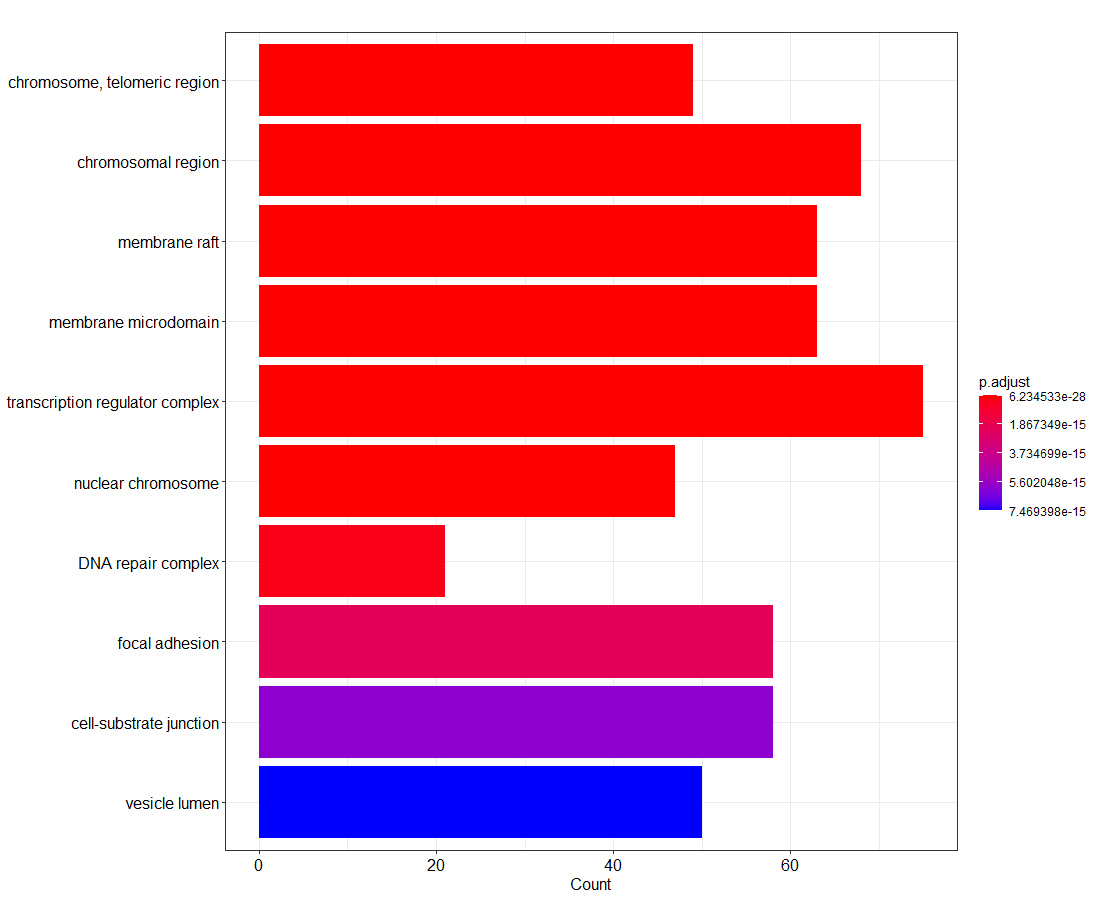 chromosome, telomeric region
chromosomal region
membrane raft
membrane microdomain
transcription regulator complex
nuclear chromosome
DNA repair complex
focal adhesion
cell-substrate junction
vesicle lumen
0
20
40
60
Count
p.adjust
6.234533e-28
1.867349e-15
3.734699e-15
5.602048e-15
7.469398e-15